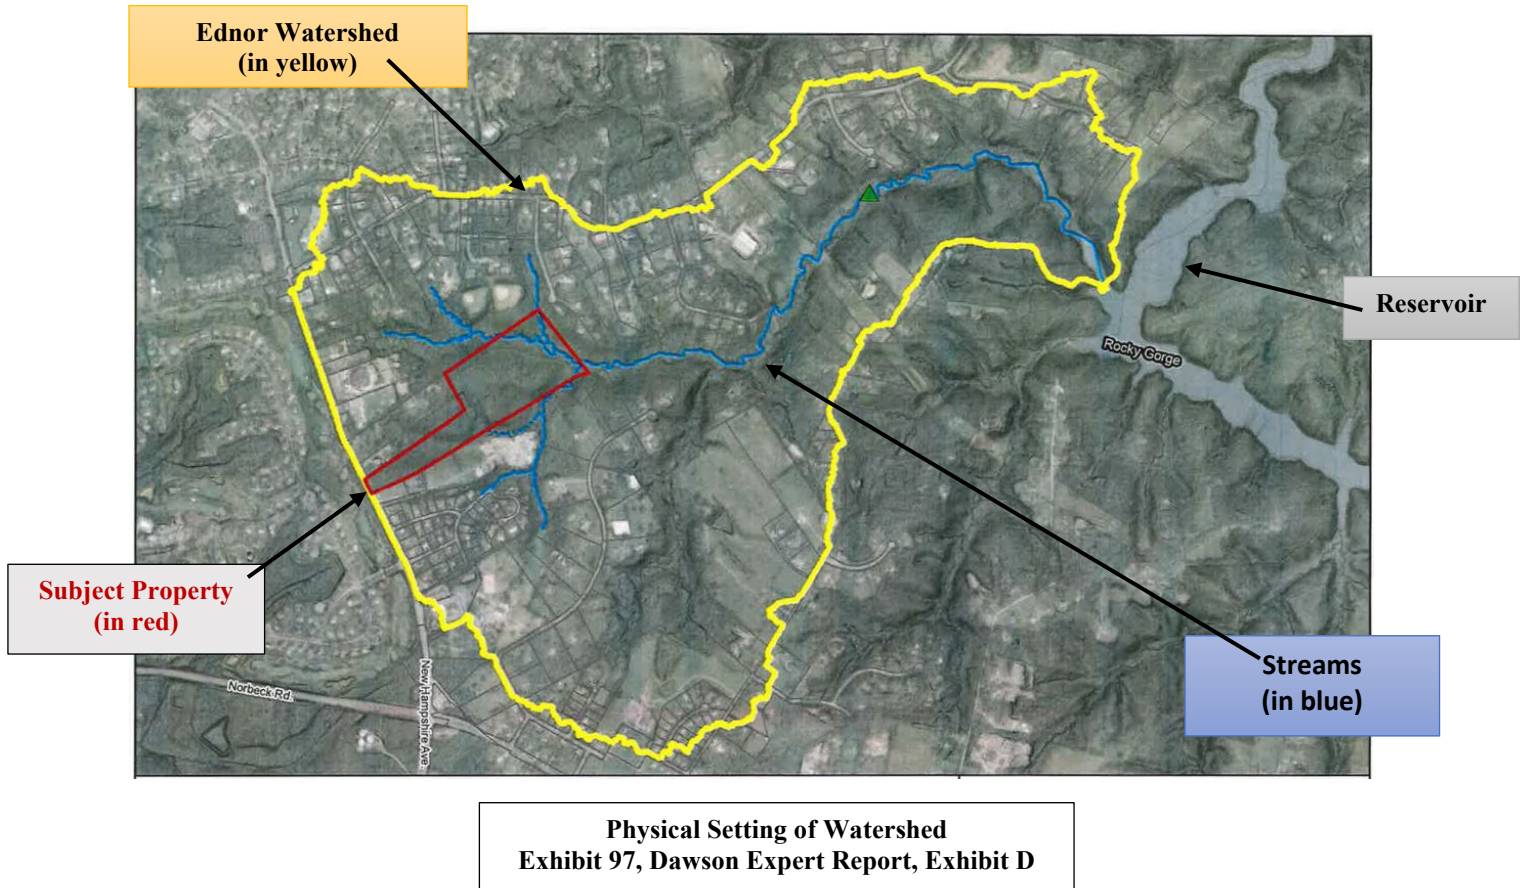 Ednor Watershed
(in yellow)
Reservoir
Rocky Gorge
Subject Property
(in red)
Streams
(in blue)
Norbeck Rd.
New Hampshire Ave.
Physical Setting of Watershed
Exhibit 97, Dawson Expert Report, Exhibit D